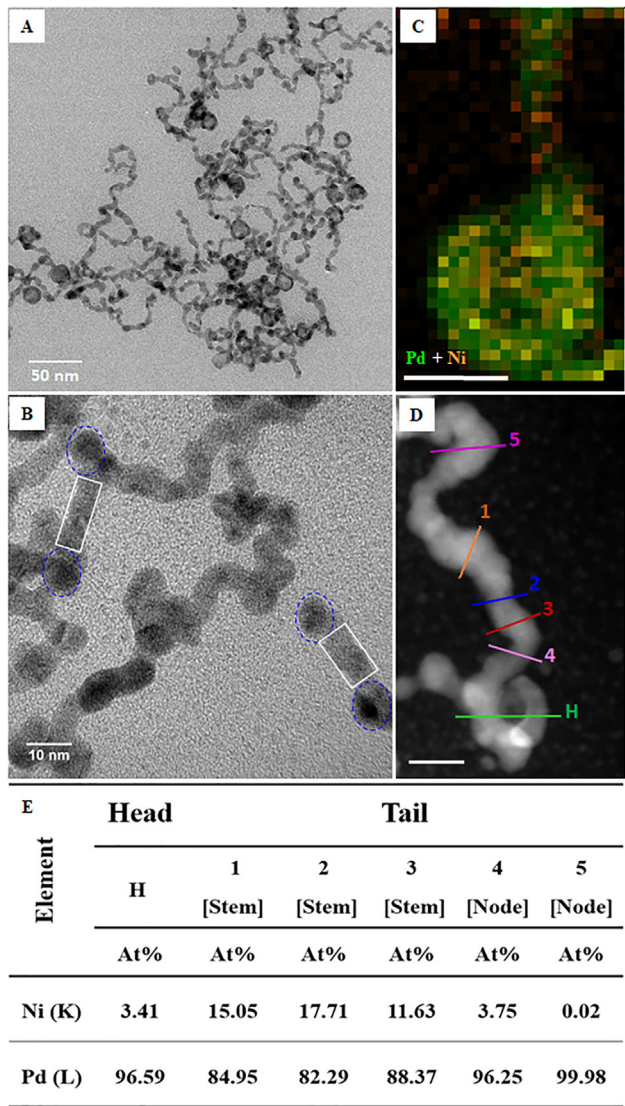 A
50 nm
C
Pd + Ni
B
10 nm
D
5
1
2
3
4
H
E
Head Tail
Element
H 1 2 3 4 5
[Stem] [Stem] [Stem] [Node] [Node]
At% At% At% At% At% At%
Ni (K) 3.41 15.05 17.71 11.63 3.75 0.02
Pd (L) 96.59 84.95 82.29 88.37 96.25 99.98